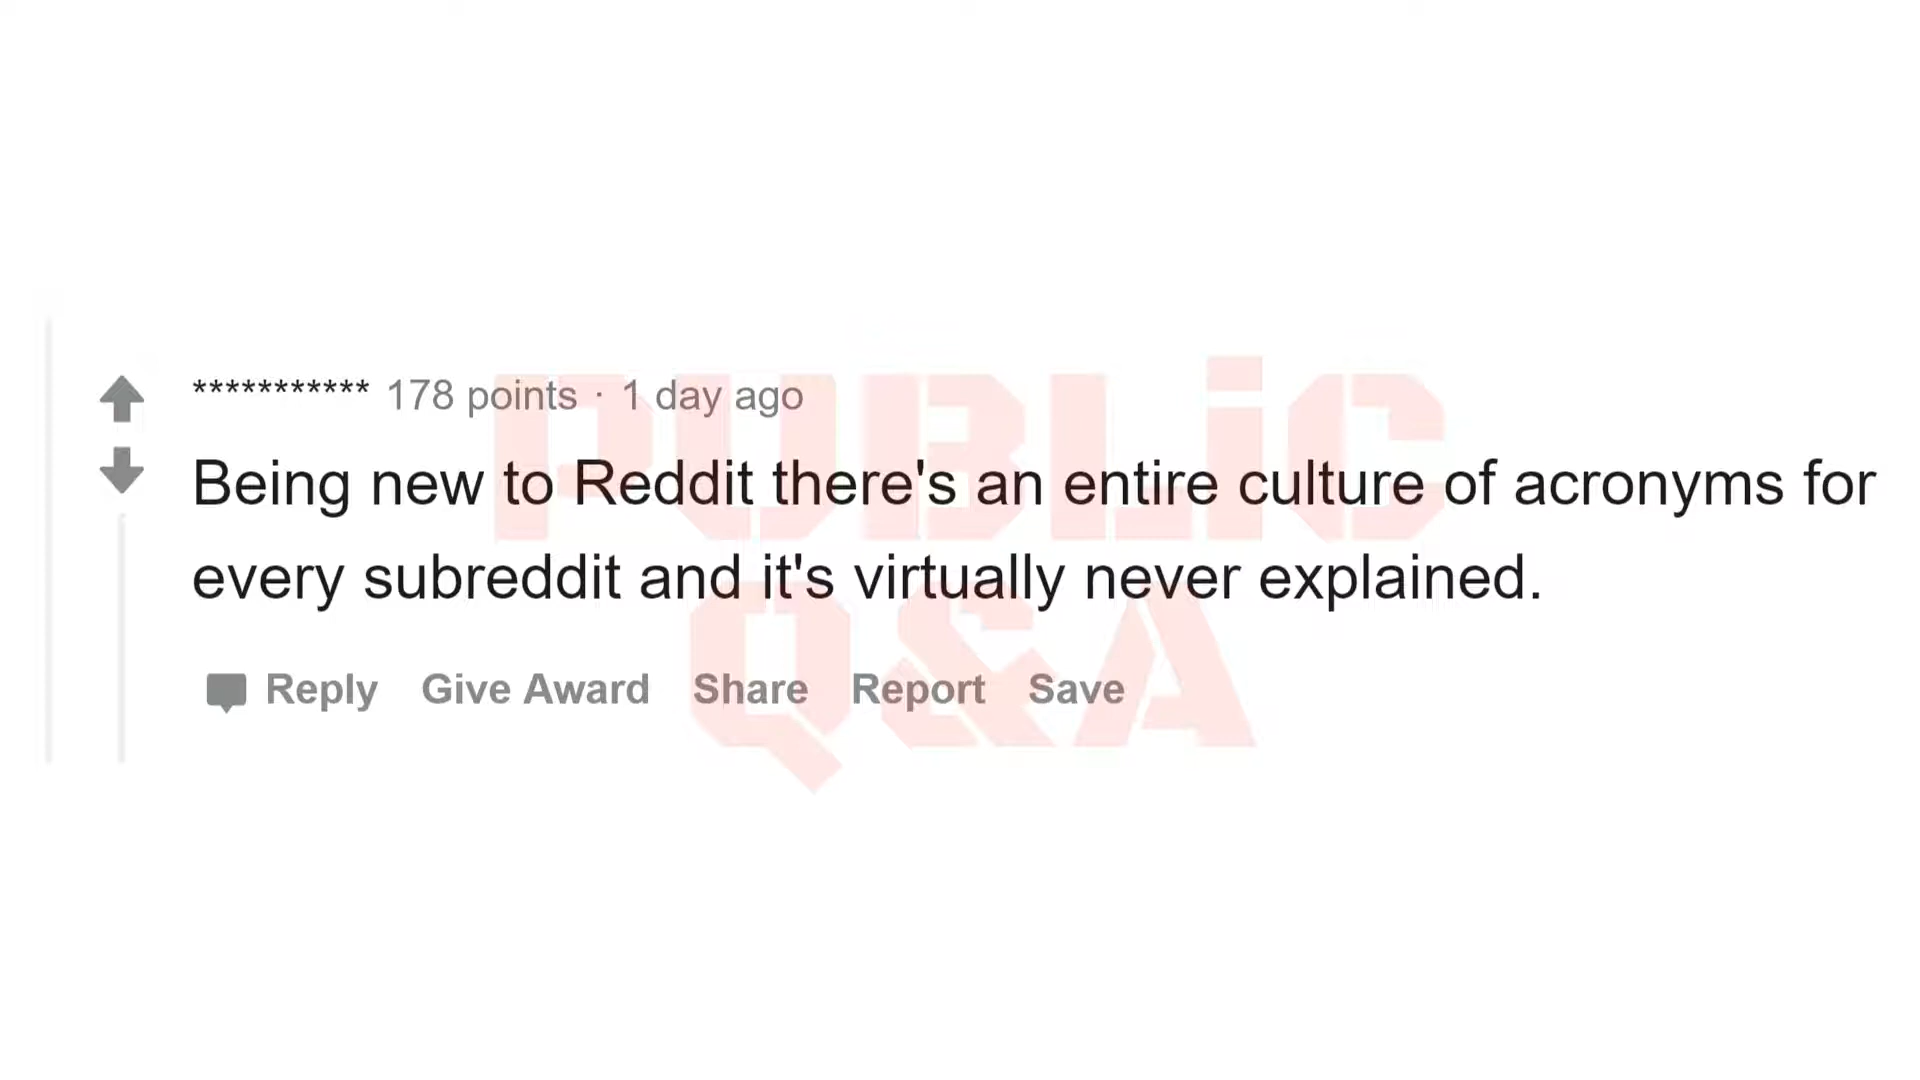 *********** 178 points · 1 day ago
Being new to Reddit there's an entire culture of acronyms for
every subreddit and it's virtually never explained.
Reply Give Award Share Report Save
PUBLiC
Q&A